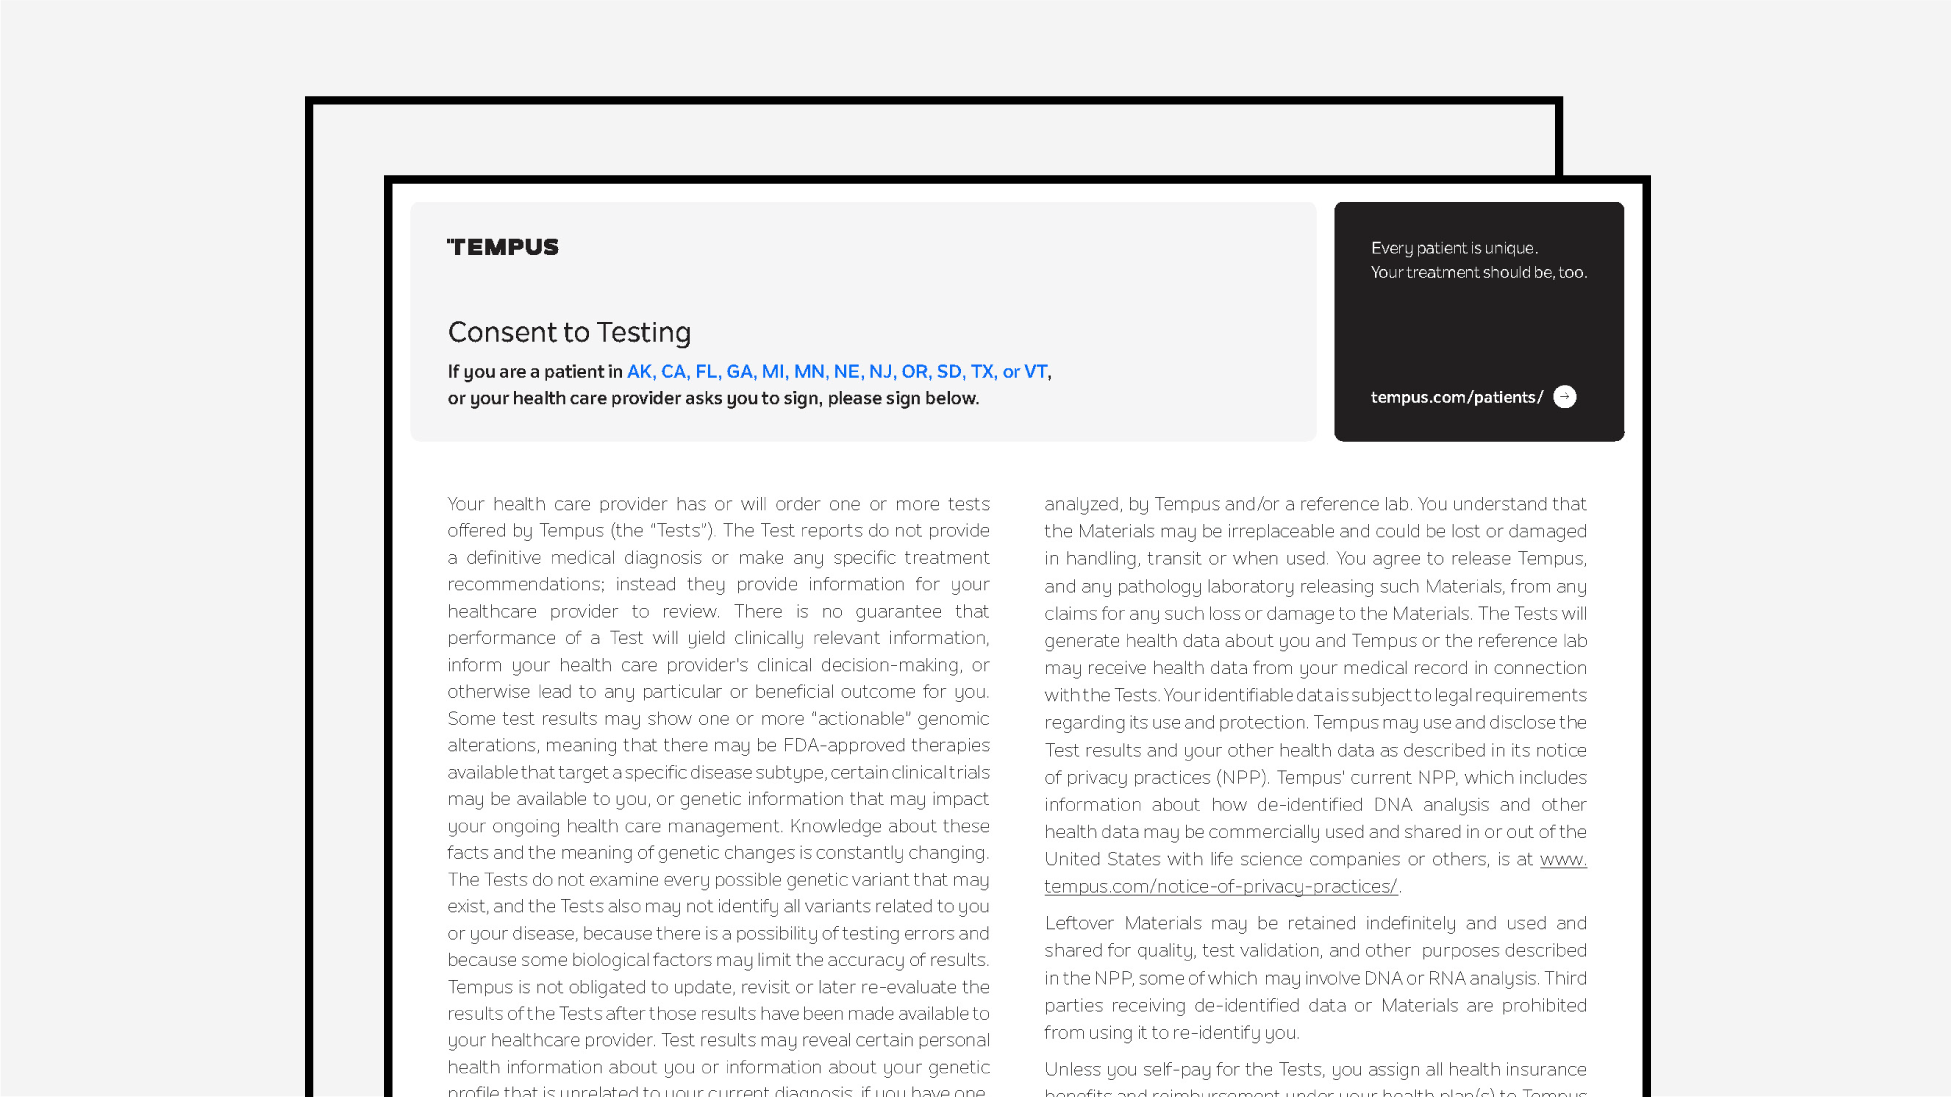 TEMPUS
Consent to Testing
If you are a patient in AK, CA, FL, GA, MI, MN, NE, NJ, OR, SD, TX, or VT,
or your health care provider asks you to sign, please sign below.
Every patient is unique.
Your treatment should be, too.
tempus.com/patients/
Your health care provider has or will order one or more tests
offered by Tempus (the “Tests”). The Test reports do not provide
a definitive medical diagnosis or make any specific treatment
recommendations; instead they provide information for your
healthcare provider to review. There is no guarantee that
performance of a Test will yield clinically relevant information,
inform your health care provider's clinical decision-making, or
otherwise lead to any particular or beneficial outcome for you.
Some test results may show one or more “actionable” genomic
alterations, meaning that there may be FDA-approved therapies
available that target a specific disease subtype, certain clinical trials
may be available to you, or genetic information that may impact
your ongoing health care management. Knowledge about these
facts and the meaning of genetic changes is constantly changing.
The Tests do not examine every possible genetic variant that may
exist, and the Tests also may not identify all variants related to you
or your disease, because there is a possibility of testing errors and
because some biological factors may limit the accuracy of results.
Tempus is not obligated to update, revisit or later re-evaluate the
results of the Tests after those results have been made available to
your healthcare provider. Test results may reveal certain personal
health information about you or information about your genetic
profile that is unrelated to your current diagnosis, if you have one.
analyzed, by Tempus and/or a reference lab. You understand that
the Materials may be irreplaceable and could be lost or damaged
in handling, transit or when used. You agree to release Tempus,
and any pathology laboratory releasing such Materials, from any
claims for any such loss or damage to the Materials. The Tests will
generate health data about you and Tempus or the reference lab
may receive health data from your medical record in connection
with the Tests. Your identifiable data is subject to legal requirements
regarding its use and protection. Tempus may use and disclose the
Test results and your other health data as described in its notice
of privacy practices (NPP). Tempus' current NPP, which includes
information about how de-identified DNA analysis and other
health data may be commercially used and shared in or out of the
United States with life science companies or others, is at www.
tempus.com/notice-of-privacy-practices/.
Leftover Materials may be retained indefinitely and used and
shared for quality, test validation, and other purposes described
in the NPP, some of which may involve DNA or RNA analysis. Third
parties receiving de-identified data or Materials are prohibited
from using it to re-identify you.
Unless you self-pay for the Tests, you assign all health insurance
benefits and reimbursement under your health plan(s) to Tempus